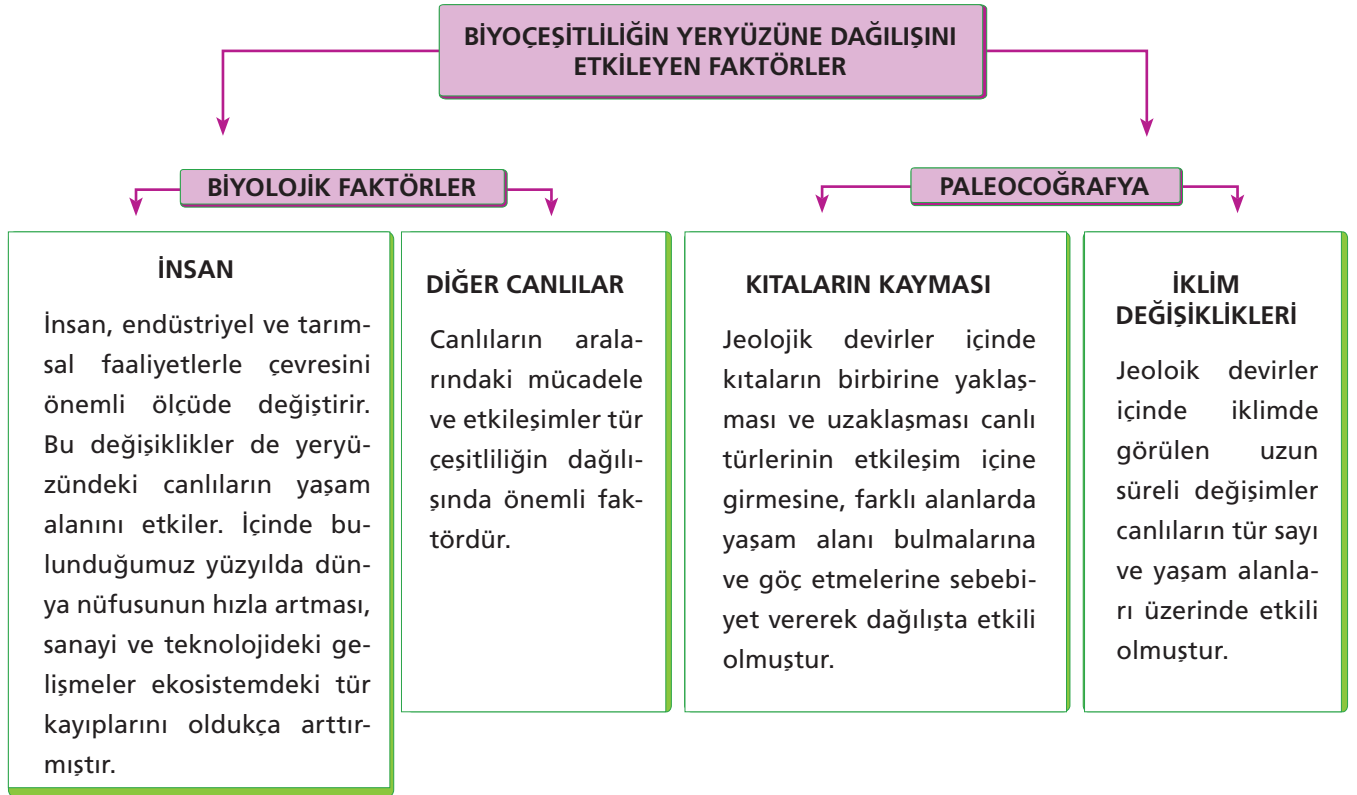 BİYOÇEŞİTLİLİĞİN YERYÜZÜNE DAĞILIŞINI
ETKİLEYEN FAKTÖRLER
BİYOLOJİK FAKTÖRLER
İNSAN
İnsan, endüstriyel ve tarım-
sal faaliyetlerle çevresini
önemli ölçüde değiştirir.
Bu değişiklikler de yeryü-
zündeki canlıların yaşam
alanını etkiler. İçinde bu-
lunduğumuz yüzyılda dün-
ya nüfusunun hızla artması,
sanayi ve teknolojideki ge-
lişmeler ekosistemdeki tür
kayıplarını oldukça arttır-
mıştır.
DİĞER CANLILAR
Canlıların arala-
rındaki mücadele
ve etkileşimler tür
çeşitliliğin dağılı-
şında önemli fak-
tördür.
PALEOCOĞRAFYA
KITALARIN KAYMASI
Jeolojik devirler içinde
kıtaların birbirine yaklaş-
ması ve uzaklaşması canlı
türlerinin etkileşim içine
girmesine, farklı alanlarda
yaşam alanı bulmalarına
ve göç etmelerine sebebi-
yet vererek dağılışta etkili
olmuştur.
İKLİM
DEĞİŞİKLİKLERİ
Jeoloik devirler
içinde iklimde
görülen uzun
süreli değişimler
canlıların tür sayı
ve yaşam alanla-
rı üzerinde etkili
olmuştur.